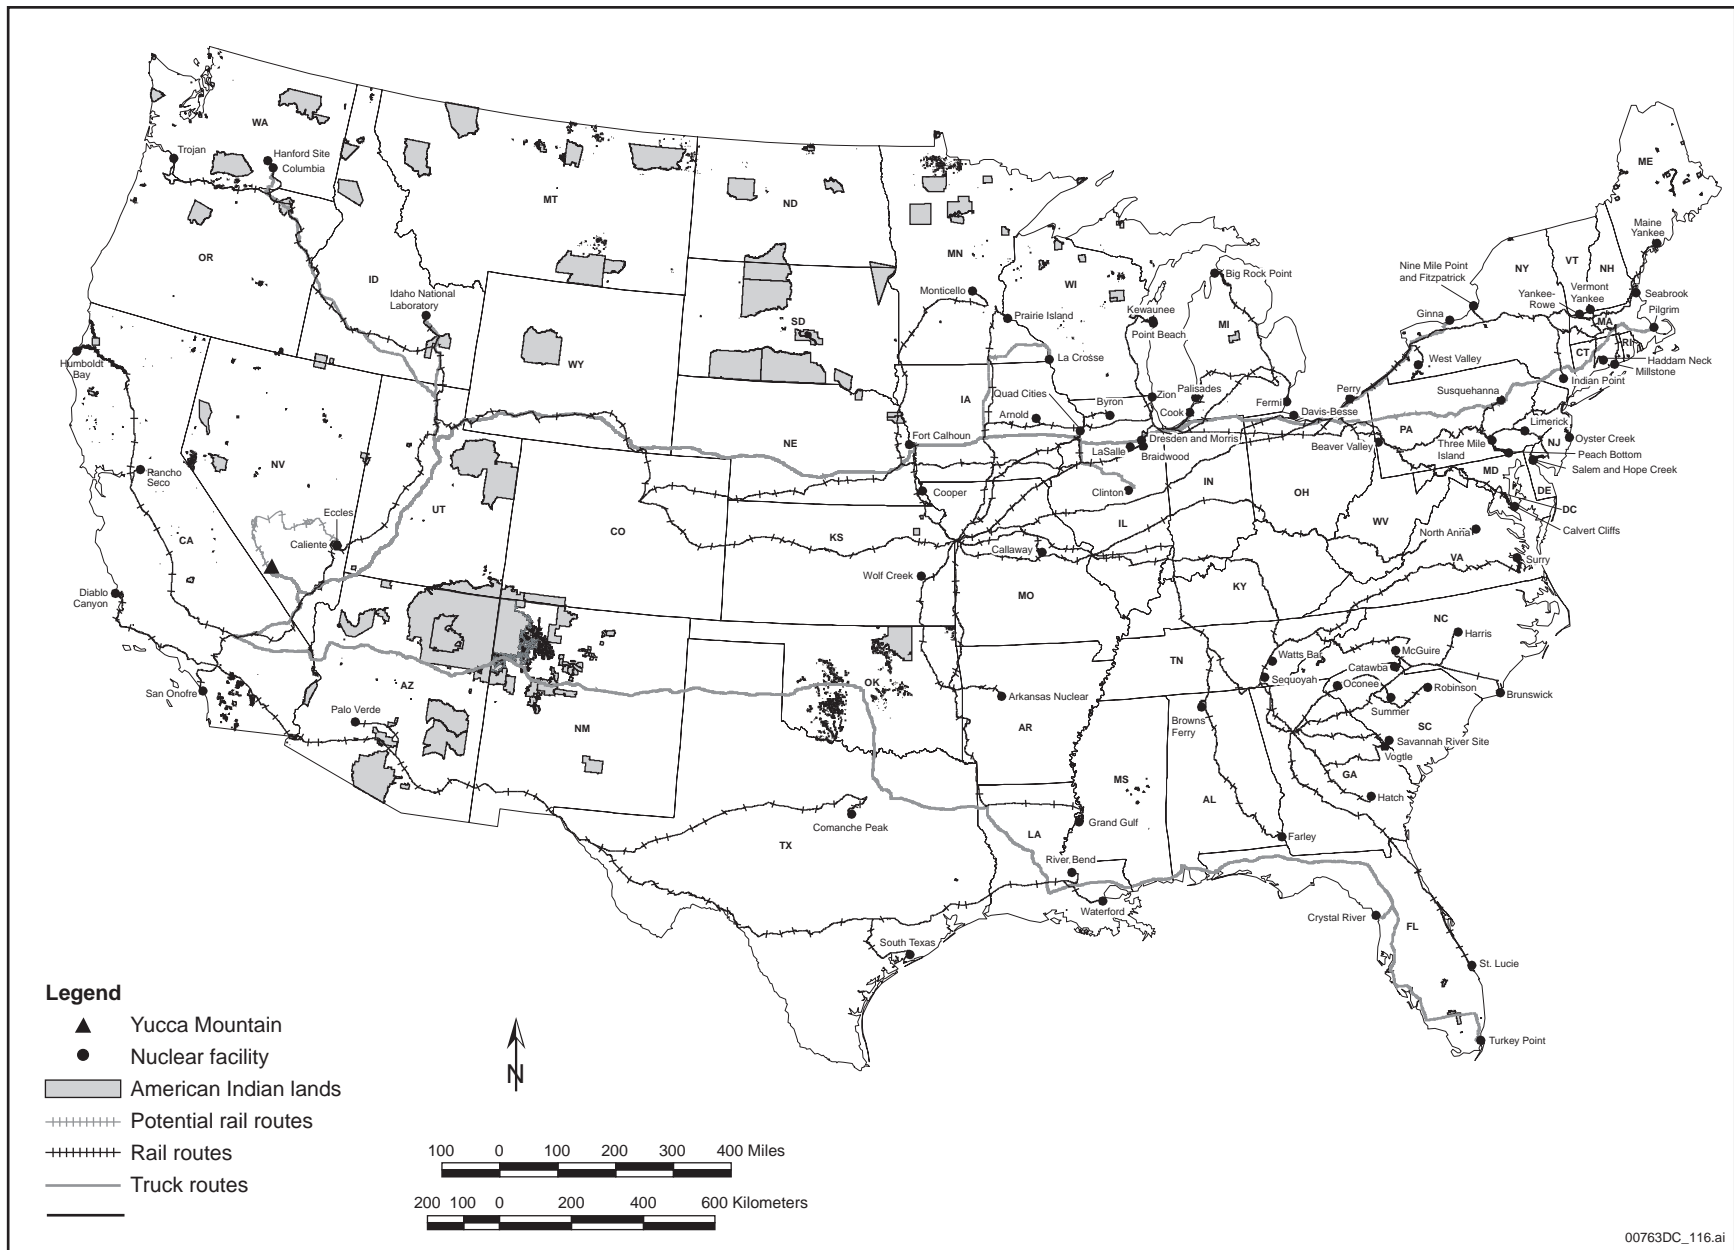 ME
WA
Trojan
Hanford Site
Columbia
MT
ND
Maine
Yankee
OR
MN
VT
NH
NY
Nine Mile Point
and Fitzpatrick
ID
Idaho National
Laboratory
Monticello
WI
Big Rock Point
Yankee-
Rowe
Vermont
Yankee
Seabrook
Kewaunee
Prairie Island
Point Beach
MI
Ginna
Pilgrim
MA
SD
Humboldt
Bay
WY
La Crosse
West Valley
CT
RI
Haddam Neck
Millstone
Indian Point
IA
Quad Cities
Arnold
Byron
Zion
Palisades
Cook
Fermi
Perry
Davis-Besse
Susquehanna
Limerick
PA
NJ
Oyster Creek
NE
Fort Calhoun
Dresden and Morris
LaSalle
Braidwood
Beaver Valley
Three Mile
Island
Peach Bottom
Salem and Hope Creek
NV
Rancho
Seco
MD
DE
Cooper
Clinton
IN
OH
DC
Calvert Cliffs
Eccles
UT
CA
Caliente
CO
KS
IL
WV
North Anna
Callaway
VA
Surry
Wolf Creek
Diablo
Canyon
MO
KY
NC
Harris
McGuire
Watts Bar
TN
Catawba
Sequoyah
Oconee
Robinson
Brunswick
San Onofre
AZ
OK
Arkansas Nuclear
Palo Verde
NM
AR
Browns
Ferry
Summer
SC
Savannah River Site
Vogtle
GA
MS
AL
Hatch
Comanche Peak
Grand Gulf
LA
Farley
TX
River Bend
Waterford
Crystal River
FL
South Texas
St. Lucie
Turkey Point
Legend
Yucca Mountain
Nuclear facility
American Indian lands
Potential rail routes
Rail routes
Truck routes
N
100 0 100 200 300 400 Miles
200 100 0 200 400 600 Kilometers
00763DC_116.ai